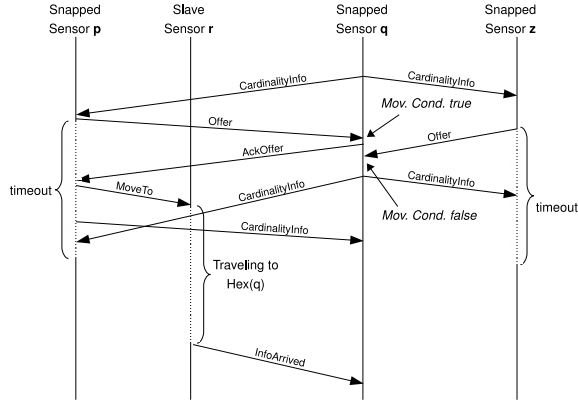 Snapped
Sensor p
Slave
Sensor r
Snapped
Sensor q
Snapped
Sensor z
CardinalityInfo
CardinalityInfo
Mov. Cond. true
Offer
Offer
AckOffer
MoveTo
CardinalityInfo
CardinalityInfo
timeout
Mov. Cond. false
timeout
CardinalityInfo
Traveling to
Hex(q)
InfoArrived